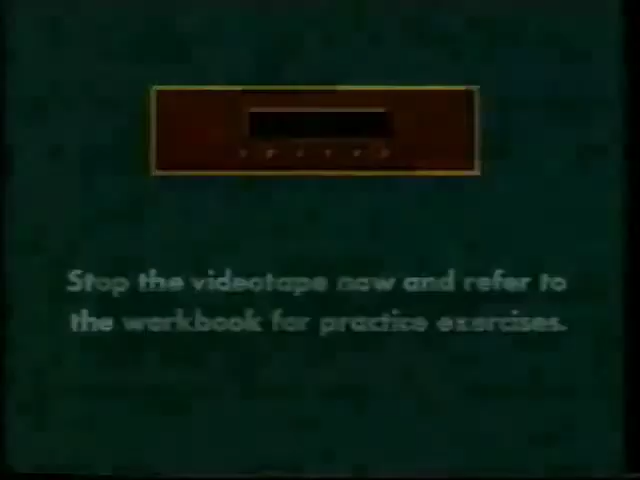 Stop the videotape now and refer to
the workbook for practice exercises.